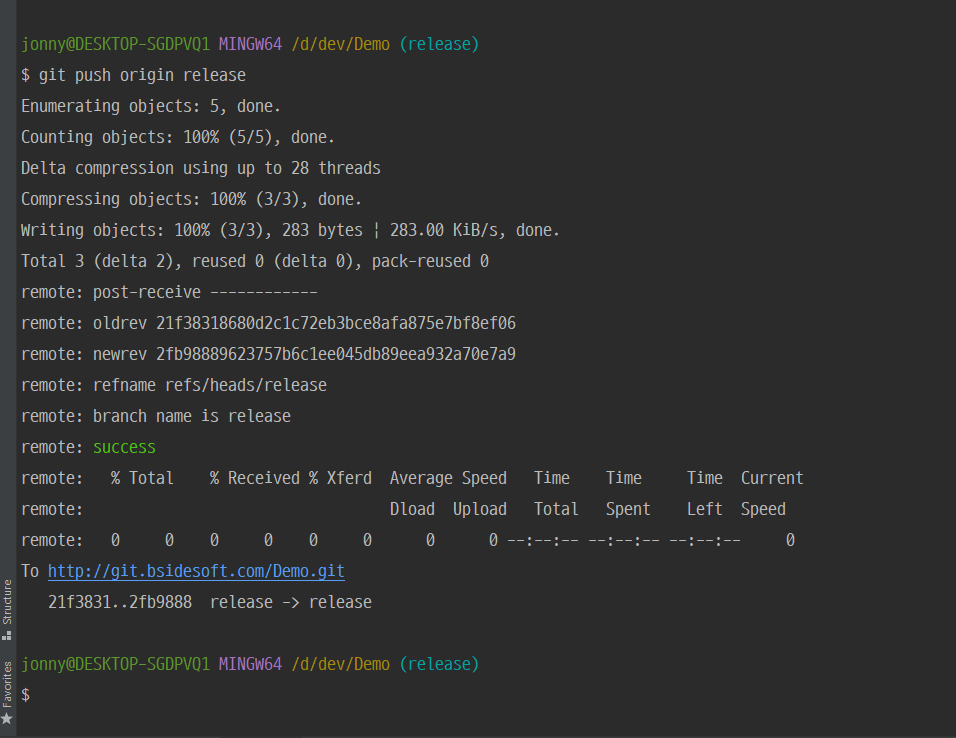 jonny@DESKTOP-SGDPVQ1 MINGW64 /d/dev/Demo (release)
$ git push origin release
Enumerating objects: 5, done.
Counting objects: 100% (5/5), done.
Delta compression using up to 28 threads
Compressing objects: 100% (3/3), done.
Writing objects: 100% (3/3), 283 bytes ¦ 283.00 KiB/s, done.
Total 3 (delta 2), reused 0 (delta 0), pack-reused 0
remote: post-receive ------------
remote: oldrev 21f38318680d2c1c72eb3bce8afa875e7bf8ef06
remote: newrev 2fb98889623757b6c1ee045db89eea932a70e7a9
remote: refname refs/heads/release
remote: branch name is release
remote: success
remote:   % Total    % Received % Xferd  Average Speed   Time    Time     Time  Current
remote:                                  Dload  Upload   Total   Spent    Left  Speed
remote:   0     0    0     0    0     0      0      0 --:--:-- --:--:-- --:--:--     0
To http://git.bsidesoft.com/Demo.git
   21f3831..2fb9888  release -> release
jonny@DESKTOP-SGDPVQ1 MINGW64 /d/dev/Demo (release)
$
Structure
Favorites